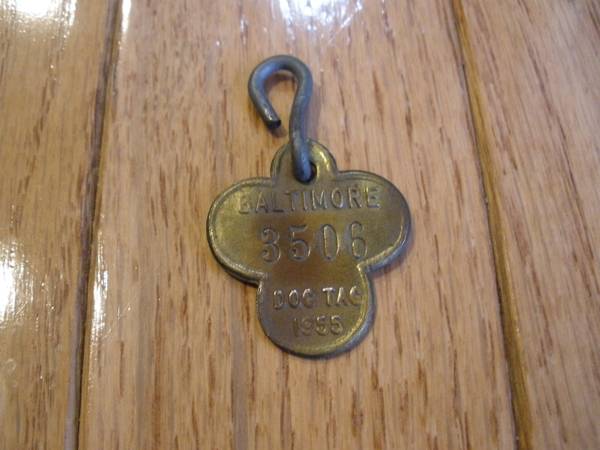 BALTIMORE
3506
DOG TAG
1955